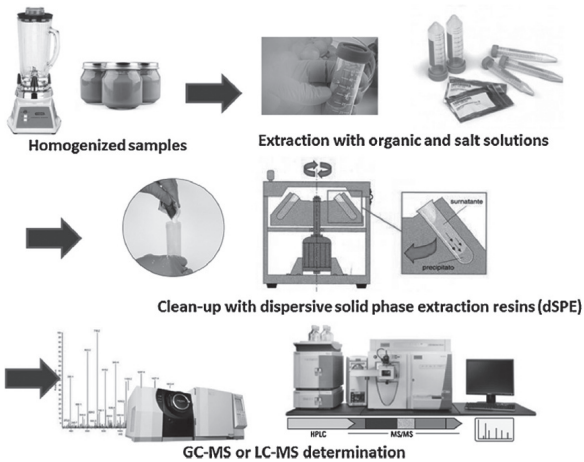 Homogenized samples
Extraction with organic and salt solutions
surnatante
precipitato
Clean-up with dispersive solid phase extraction resins (dSPE)
HPLC
MS/MS
GC-MS or LC-MS determination